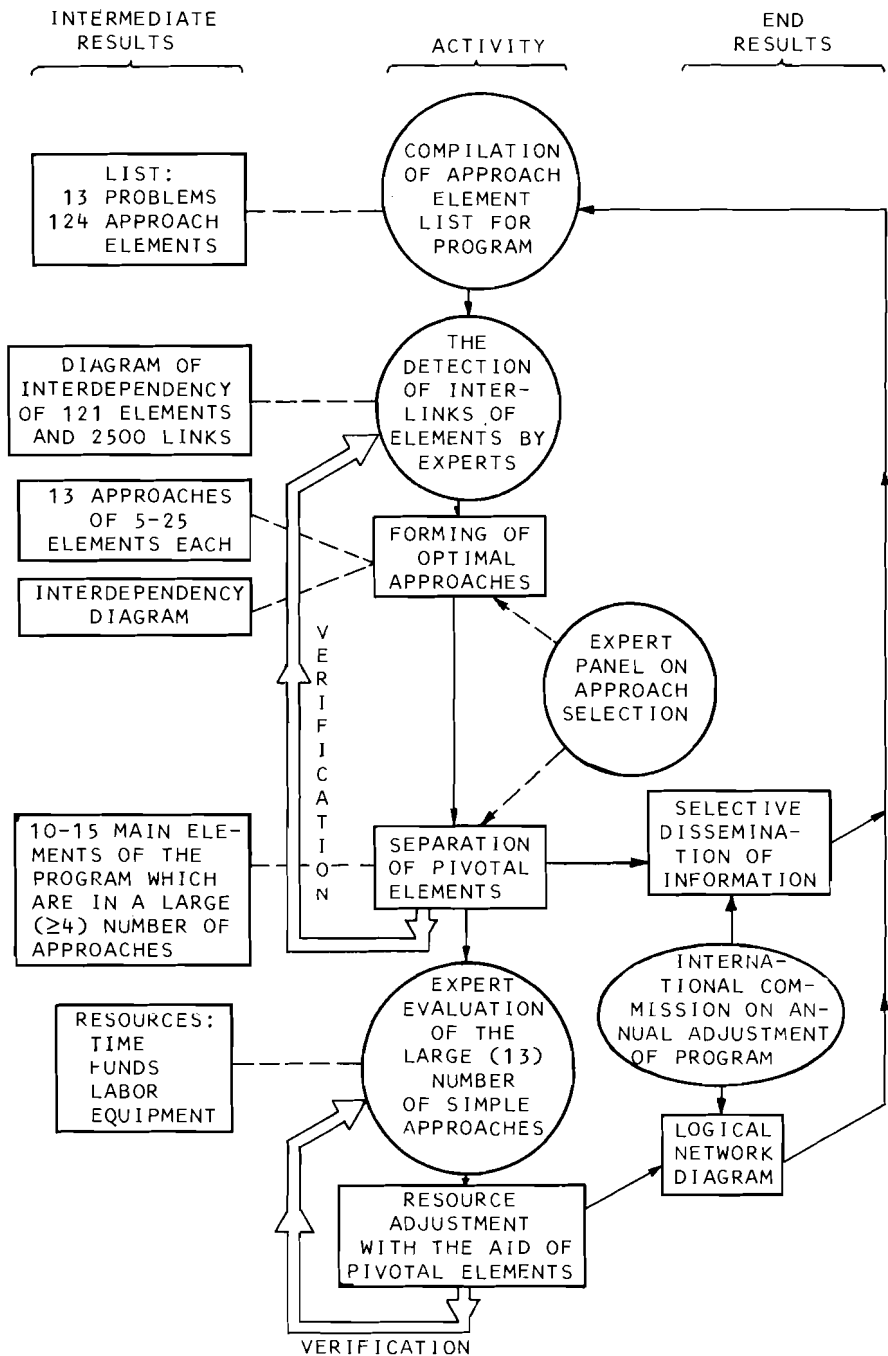 INTERMEDIATE
RESULTS
ACTIVITY
END
RESULTS
LIST:
13 PROBLEMS
124 APPROACH
ELEMENTS
COMPILATION
OF APPROACH
ELEMENT
LIST FOR
PROGRAM
DIAGRAM OF
INTERDEPENDENCY
OF 121 ELEMENTS
AND 2500 LINKS
THE
DETECTION
OF INTER-
LINKS OF
ELEMENTS BY
EXPERTS
13 APPROACHES
OF 5-25
ELEMENTS EACH
FORMING OF
OPTIMAL
APPROACHES
INTERDEPENDENCY
DIAGRAM
VERIFICATION
EXPERT
PANEL ON
APPROACH
SELECTION
10-15 MAIN ELE-
MENTS OF THE
PROGRAM WHICH
ARE IN A LARGE
(≥4) NUMBER OF
APPROACHES
SEPARATION
OF PIVOTAL
ELEMENTS
SELECTIVE
DISSEMINA-
TION OF
INFORMATION
RESOURCES:
TIME
FUNDS
LABOR
EQUIPMENT
EXPERT
EVALUATION
OF THE
LARGE (13)
NUMBER
OF SIMPLE
APPROACHES
INTERNA-
TIONAL COM-
MISSION ON AN-
NUAL ADJUSTMENT
OF PROGRAM
LOGICAL
NETWORK
DIAGRAM
RESOURCE
ADJUSTMENT
WITH THE AID OF
PIVOTAL ELEMENTS
VERIFICATION